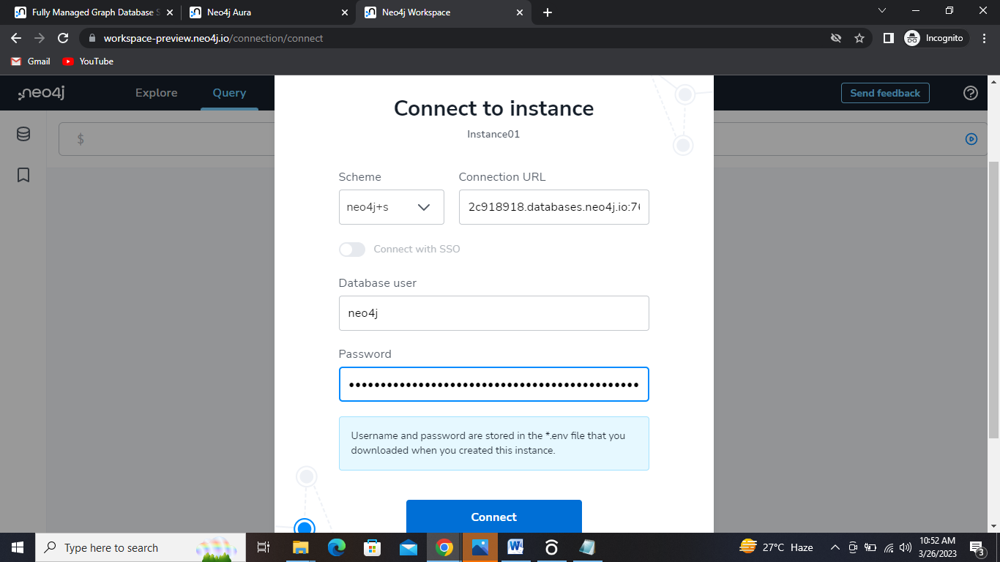 Fully Managed Graph Database S
Neo4j Aura
Neo4j Workspace
workspace-preview.neo4j.io/connection/connect
Incognito
Gmail
YouTube
neo4j
Explore
Query
Send feedback
$
Connect to instance
Instance01
Scheme
Connection URL
neo4j+s
2c918918.databases.neo4j.io:76
Connect with SSO
Database user
neo4j
Password
Username and password are stored in the *.env file that you
downloaded when you created this instance.
Connect
Type here to search
27°C Haze
10:52 AM
3/26/2023
3